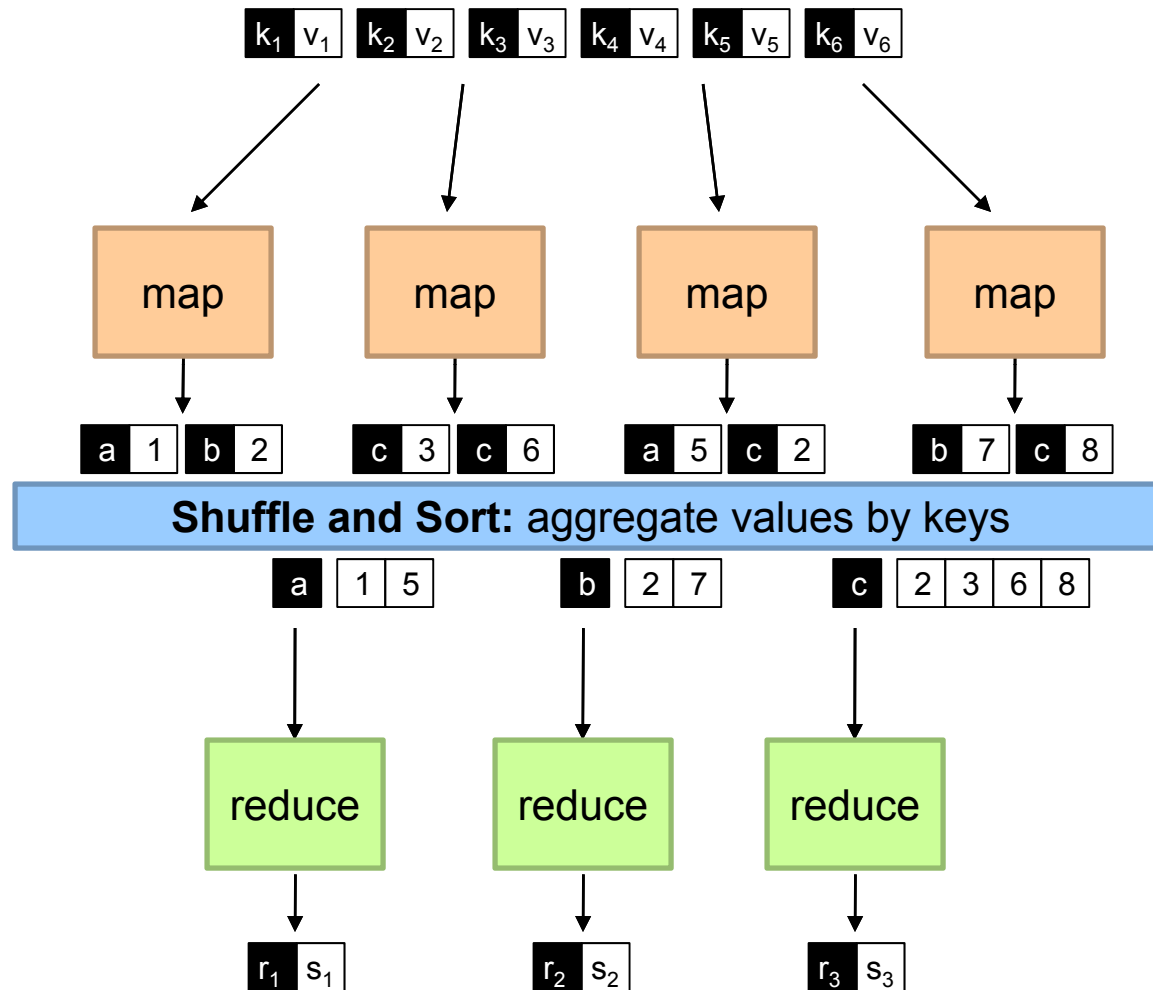 k₁ v₁ k₂ v₂ k₃ v₃ k₄ v₄ k₅ v₅ k₆ v₆
map map map map
a 1 b 2 c 3 c 6 a 5 c 2 b 7 c 8
Shuffle and Sort: aggregate values by keys
a 1 5 b 2 7 c 2 3 6 8
reduce reduce reduce
r₁ s₁ r₂ s₂ r₃ s₃